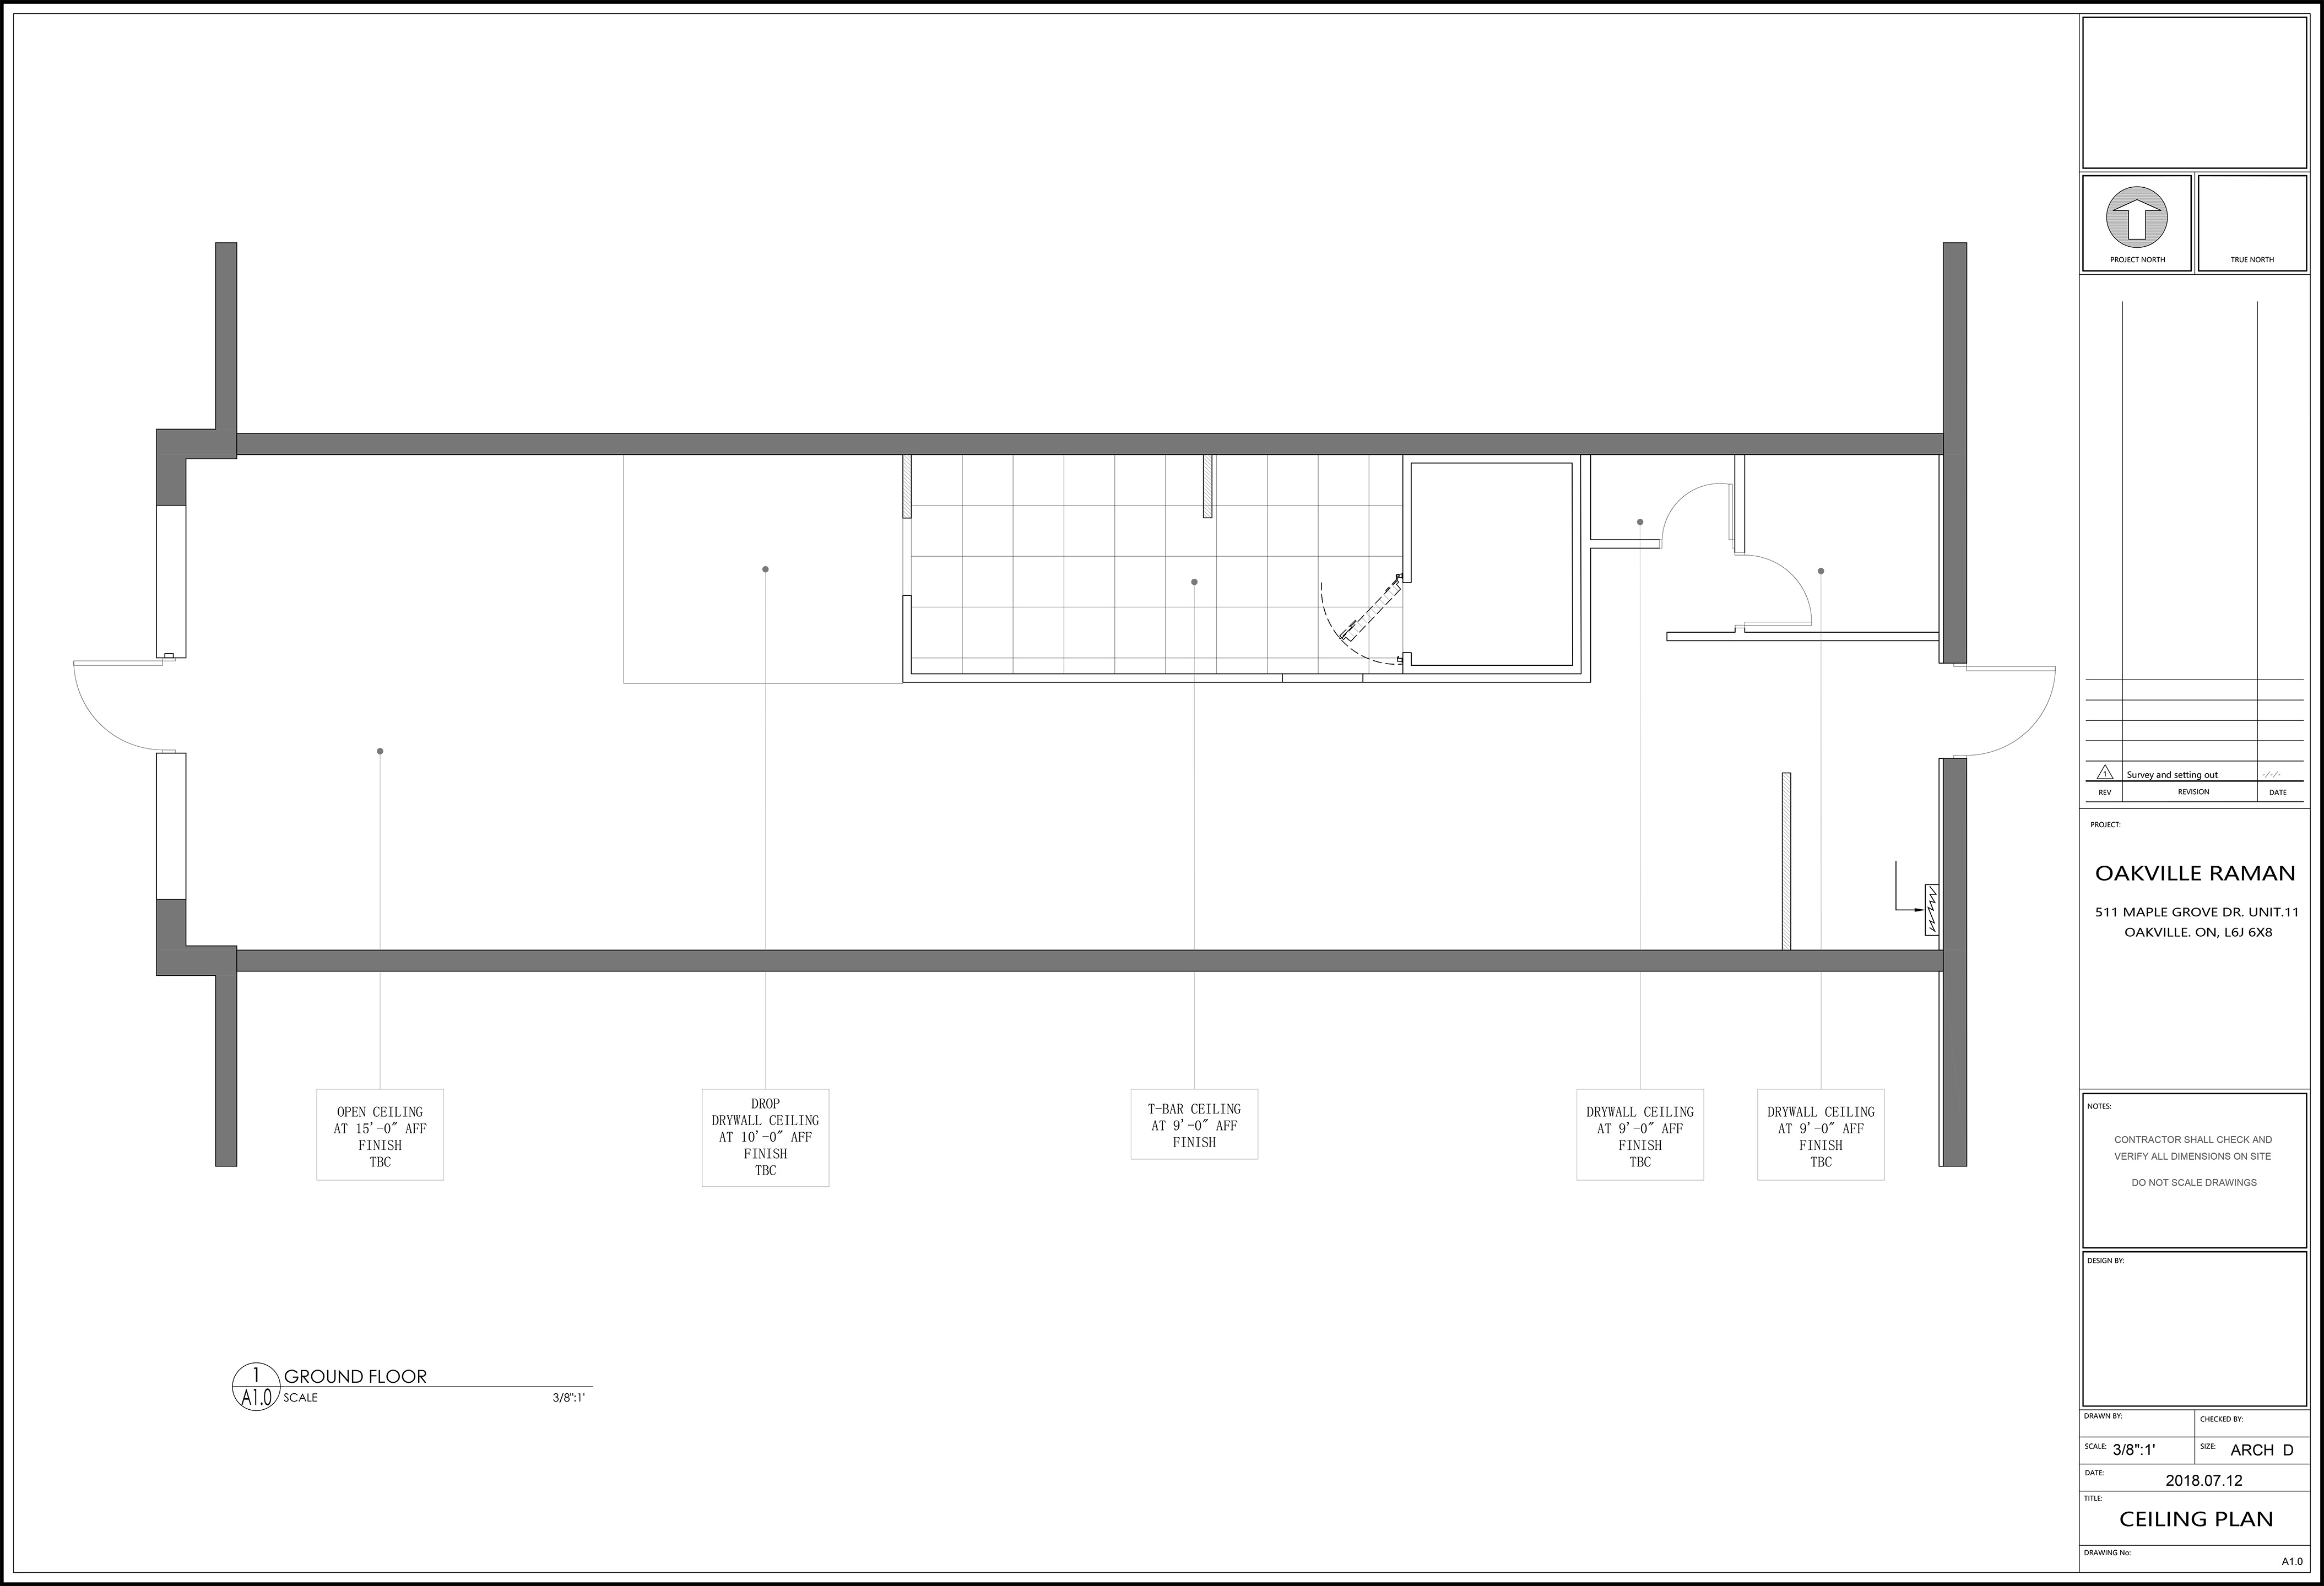 PROJECT NORTH
TRUE NORTH
1
Survey and setting out
-/-/-
REV
REVISION
DATE
PROJECT:
OAKVILLE RAMAN
511 MAPLE GROVE DR. UNIT.11
OAKVILLE. ON, L6J 6X8
OPEN CEILING
AT 15'-0" AFF
FINISH
TBC
DROP
DRYWALL CEILING
AT 10'-0" AFF
FINISH
TBC
T-BAR CEILING
AT 9'-0" AFF
FINISH
DRYWALL CEILING
AT 9'-0" AFF
FINISH
TBC
DRYWALL CEILING
AT 9'-0" AFF
FINISH
TBC
NOTES:
CONTRACTOR SHALL CHECK AND
VERIFY ALL DIMENSIONS ON SITE
DO NOT SCALE DRAWINGS
DESIGN BY:
1
GROUND FLOOR
A1.0
SCALE
3/8":1'
DRAWN BY:
CHECKED BY:
SCALE: 3/8":1'
SIZE: ARCH D
DATE:
2018.07.12
TITLE:
CEILING PLAN
DRAWING No:
A1.0